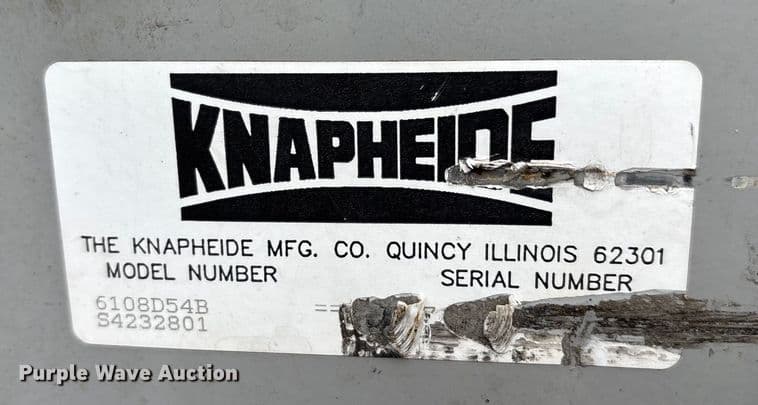 KNAPHEIDE
THE KNAPHEIDE MFG. CO. QUINCY ILLINOIS 62301
MODEL NUMBER SERIAL NUMBER
6108D54B ==
S4232801
Purple Wave Auction